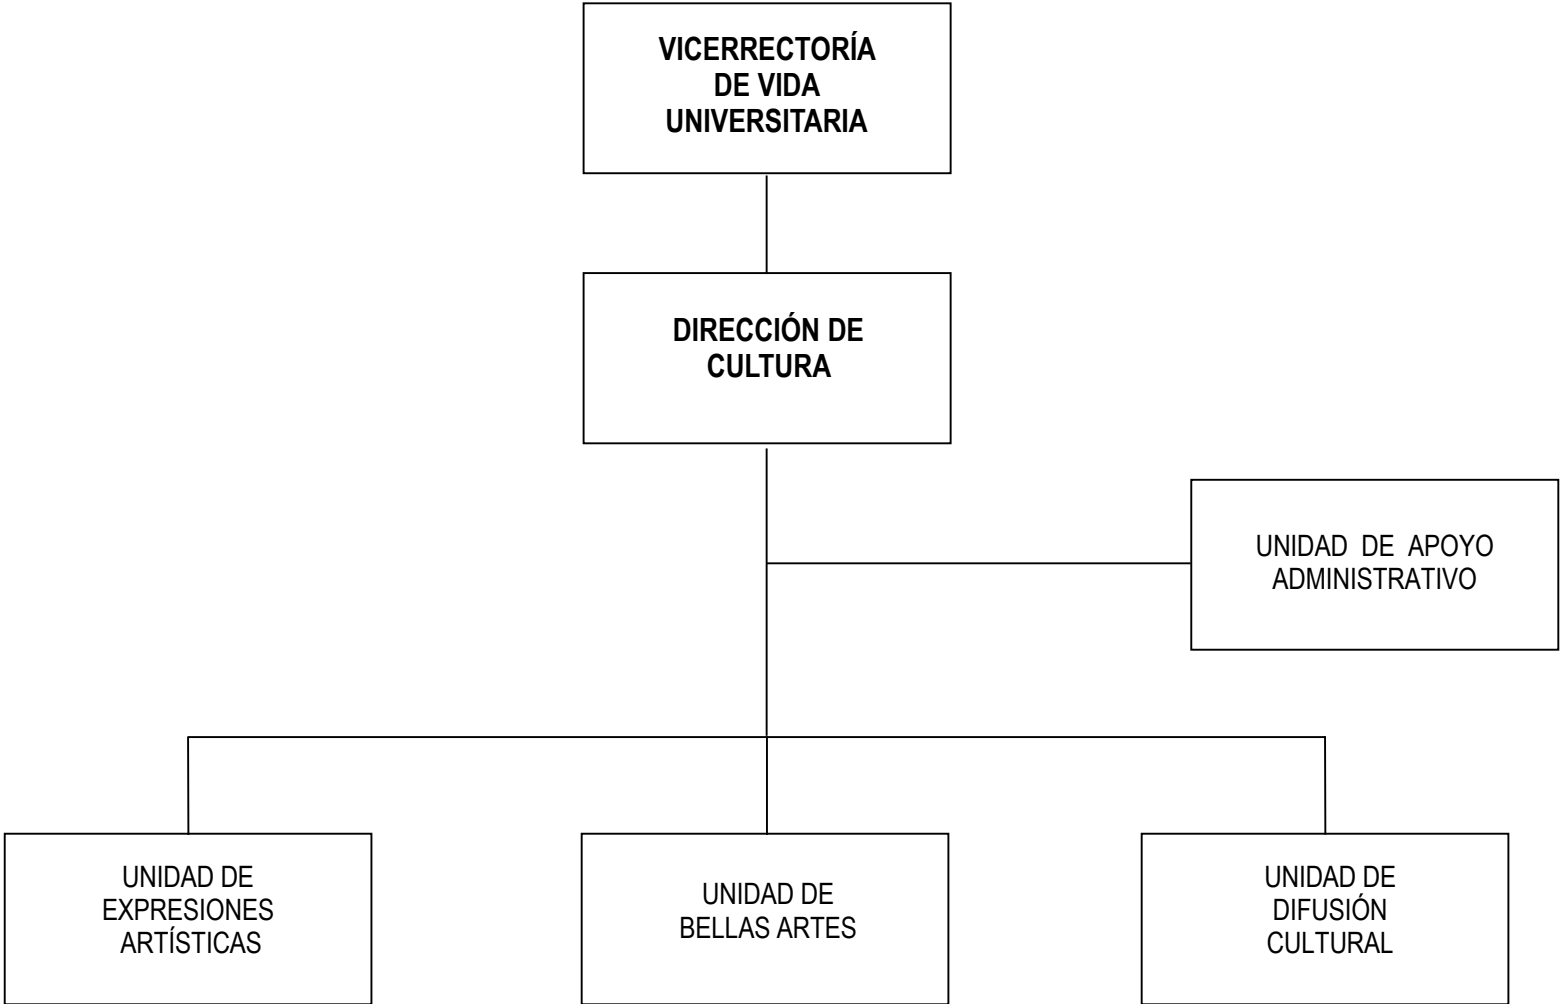 VICERRECTORÍA
DE VIDA
UNIVERSITARIA
DIRECCIÓN DE
CULTURA
UNIDAD DE APOYO
ADMINISTRATIVO
UNIDAD DE
EXPRESIONES
ARTÍSTICAS
UNIDAD DE
BELLAS ARTES
UNIDAD DE
DIFUSIÓN
CULTURAL